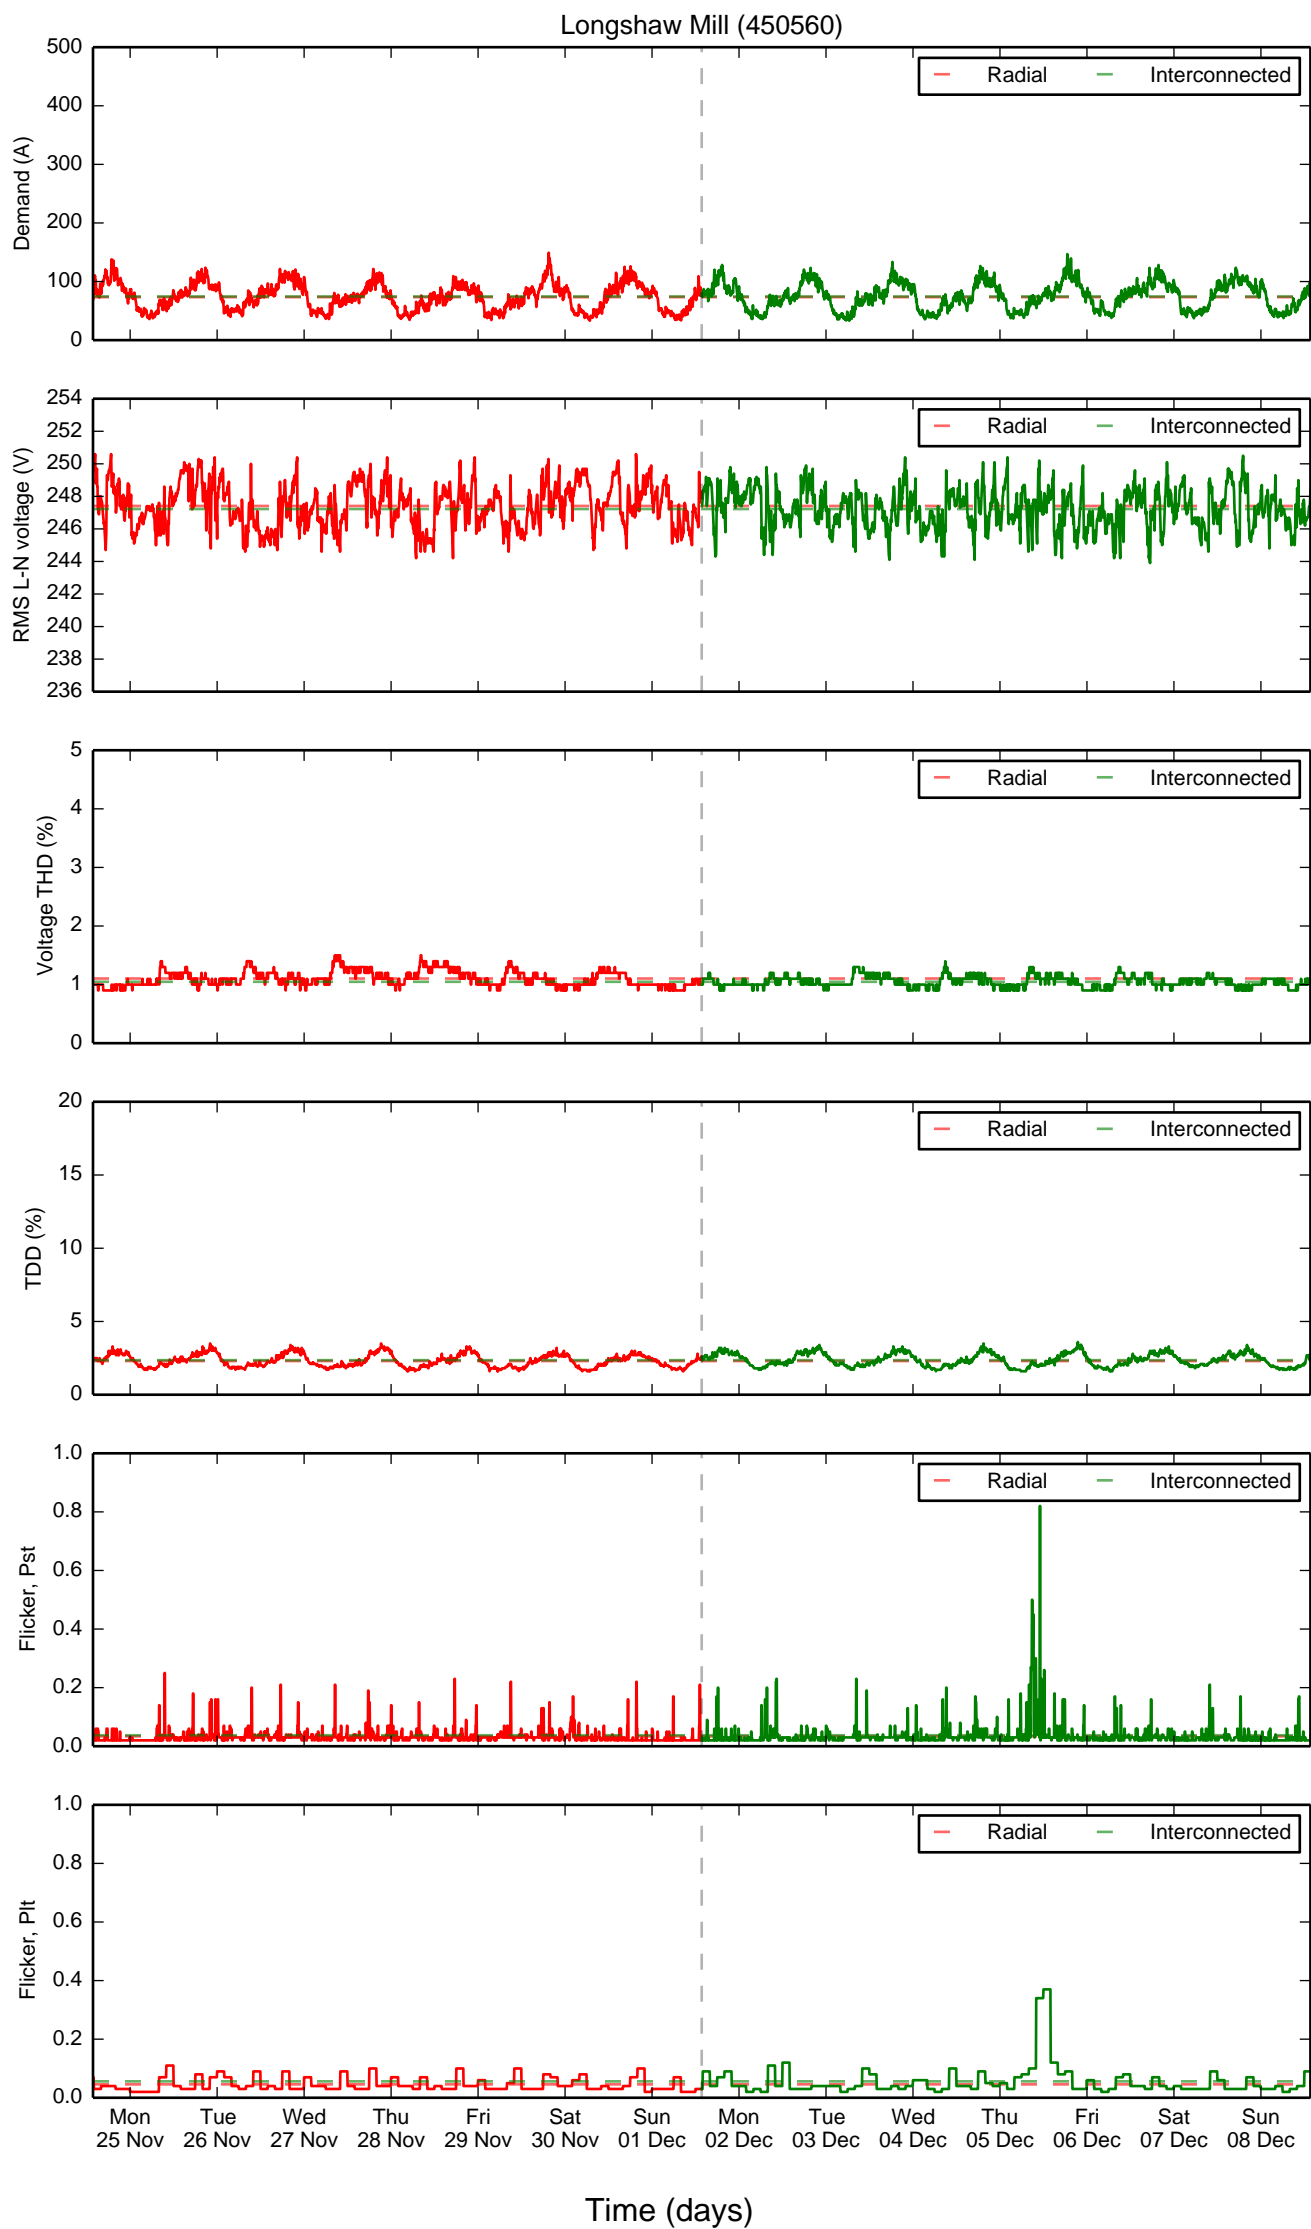 Longshaw Mill (450560)
500
400
300
200
100
0
Demand (A)
Radial
Interconnected
254
252
250
248
246
244
242
240
238
236
RMS L-N voltage (V)
Radial
Interconnected
5
4
3
2
1
0
Voltage THD (%)
Radial
Interconnected
20
15
10
5
0
TDD (%)
Radial
Interconnected
1.0
0.8
0.6
0.4
0.2
0.0
Flicker, Pst
Radial
Interconnected
1.0
0.8
0.6
0.4
0.2
0.0
Flicker, Plt
Radial
Interconnected
Mon Tue Wed Thu Fri Sat Sun Mon Tue Wed Thu Fri Sat Sun
25 Nov 26 Nov 27 Nov 28 Nov 29 Nov 30 Nov 01 Dec 02 Dec 03 Dec 04 Dec 05 Dec 06 Dec 07 Dec 08 Dec
Time (days)